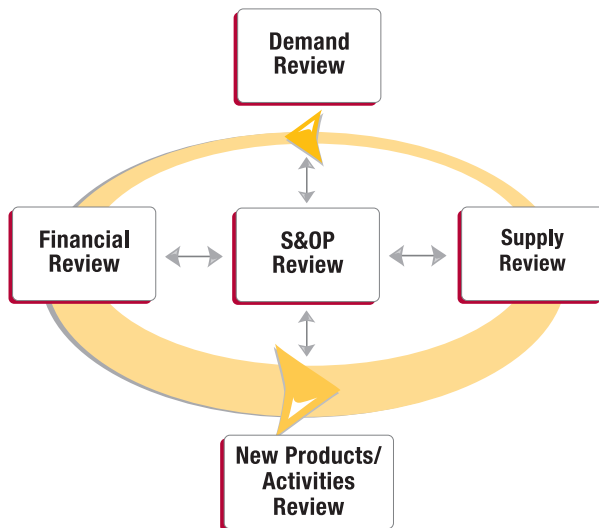 Demand
Review
Financial
Review
S&OP
Review
Supply
Review
New Products/
Activities
Review